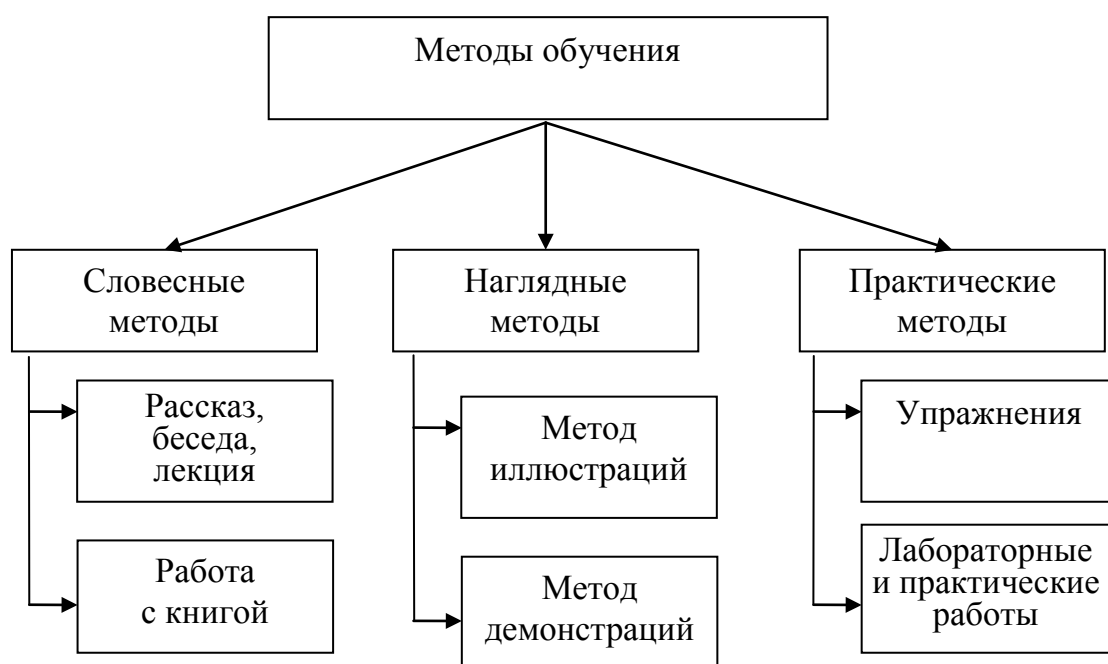 Методы обучения
Словесные
методы
Наглядные
методы
Практические
методы
Рассказ,
беседа,
лекция
Метод
иллюстраций
Упражнения
Работа
с книгой
Метод
демонстраций
Лабораторные
и практические
работы